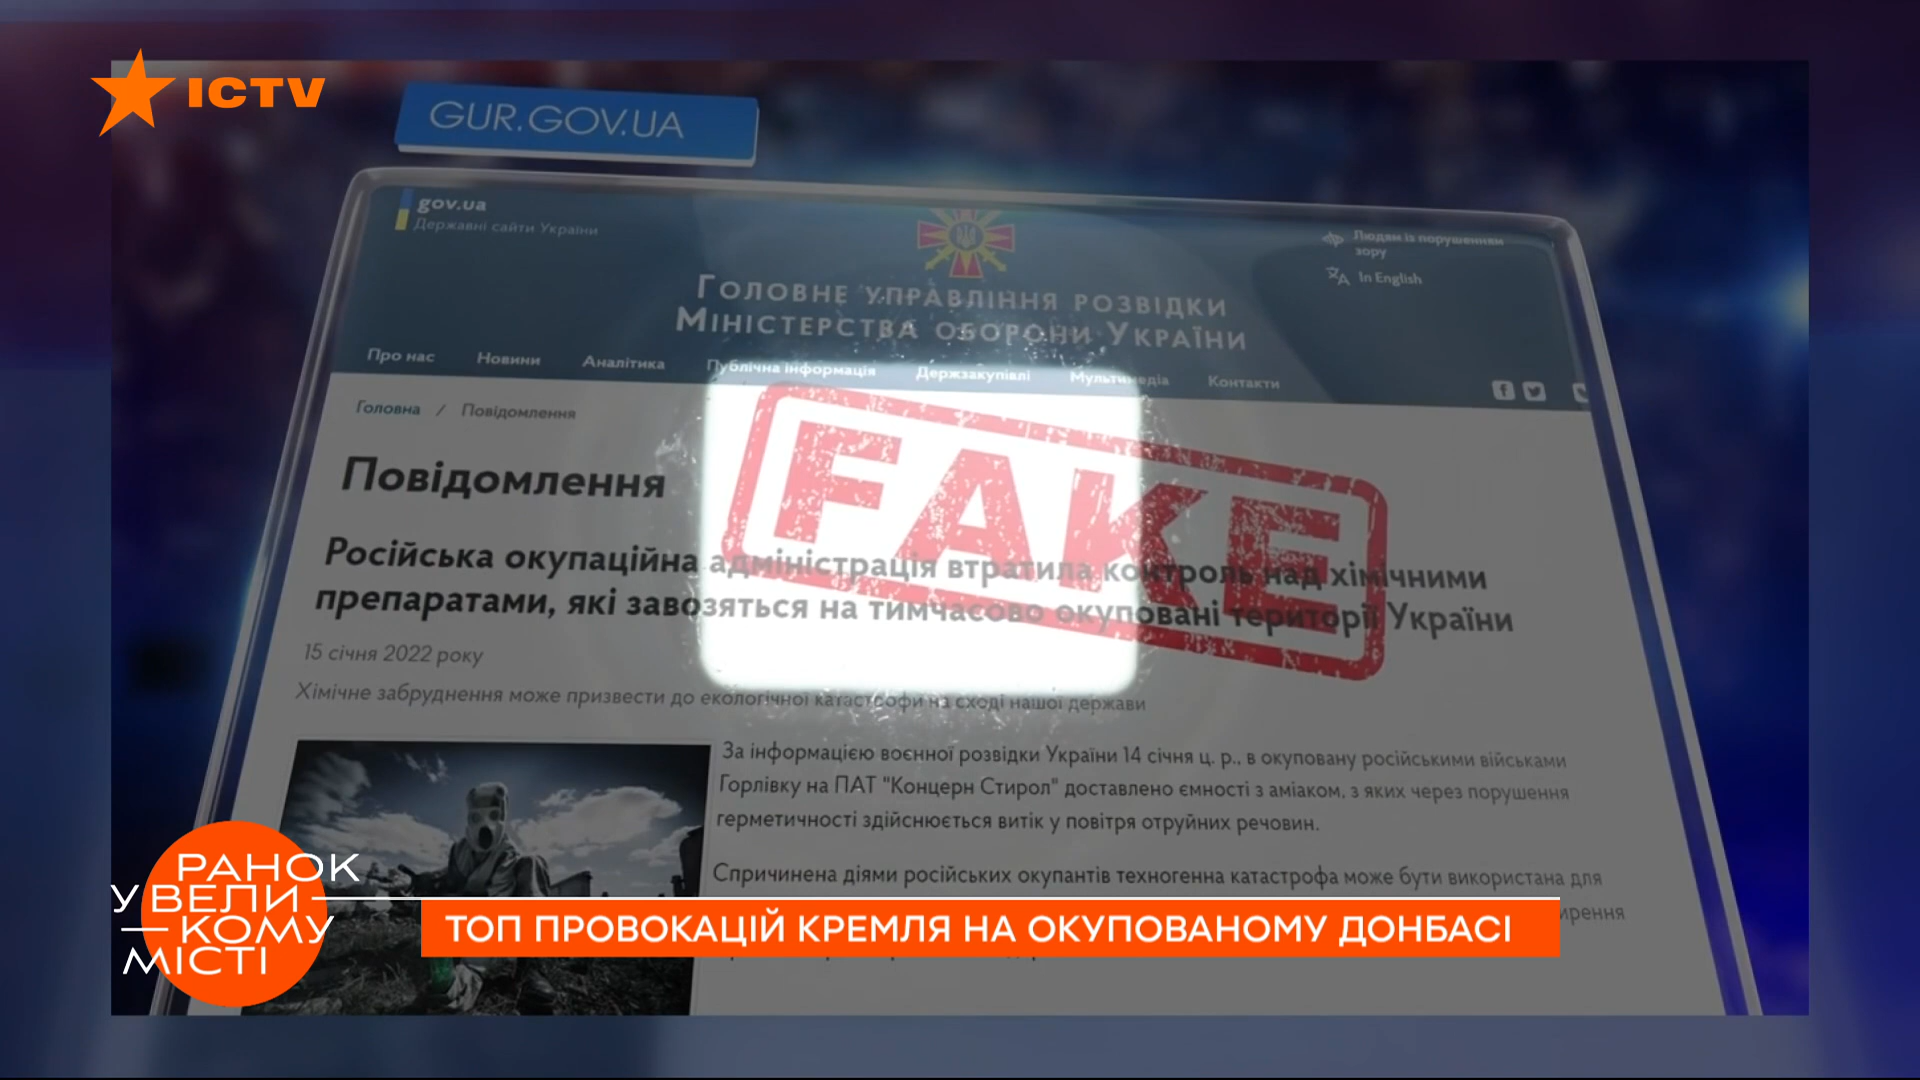 ICTV
GUR.GOV.UA
gov.ua
Державні сайти України
Людям із порушенням
зору
In English
Головне управління розвідки
Міністерства оборони України
Про нас Новини Аналітика Публічна інформація Держзакупівлі Мультимедіа Контакти
Головна / Повідомлення
FAKE
Повідомлення
Російська окупаційна адміністрація втратила контроль над хімічними
препаратами, які завозяться на тимчасово окуповані території України
15 січня 2022 року
Хімічне забруднення може призвести до екологічної катастрофи на сході нашої держави
За інформацією воєнної розвідки України 14 січня ц. р., в окуповану російськими військами
Горлівку на ПАТ "Концерн Стирол" доставлено ємності з аміаком, з яких через порушення
герметичності здійснюється витік у повітря отруйних речовин.
Спричинена діями російських окупантів техногенна катастрофа може бути використана для
РАНОК
У ВЕЛИ—
—КОМУ
МІСТІ
ТОП ПРОВОКАЦІЙ КРЕМЛЯ НА ОКУПОВАНОМУ ДОНБАСІ